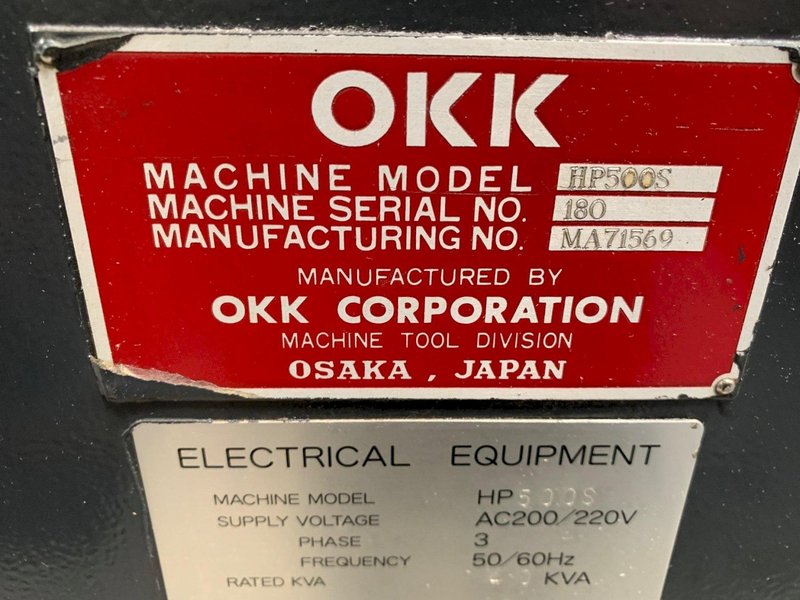 OKK
MACHINE MODEL HP500S
MACHINE SERIAL NO. 180
MANUFACTURING NO. MA71569
MANUFACTURED BY
OKK CORPORATION
MACHINE TOOL DIVISION
OSAKA , JAPAN
ELECTRICAL EQUIPMENT
MACHINE MODEL HP500S
SUPPLY VOLTAGE AC200/220V
PHASE 3
FREQUENCY 50/60Hz
RATED KVA KVA